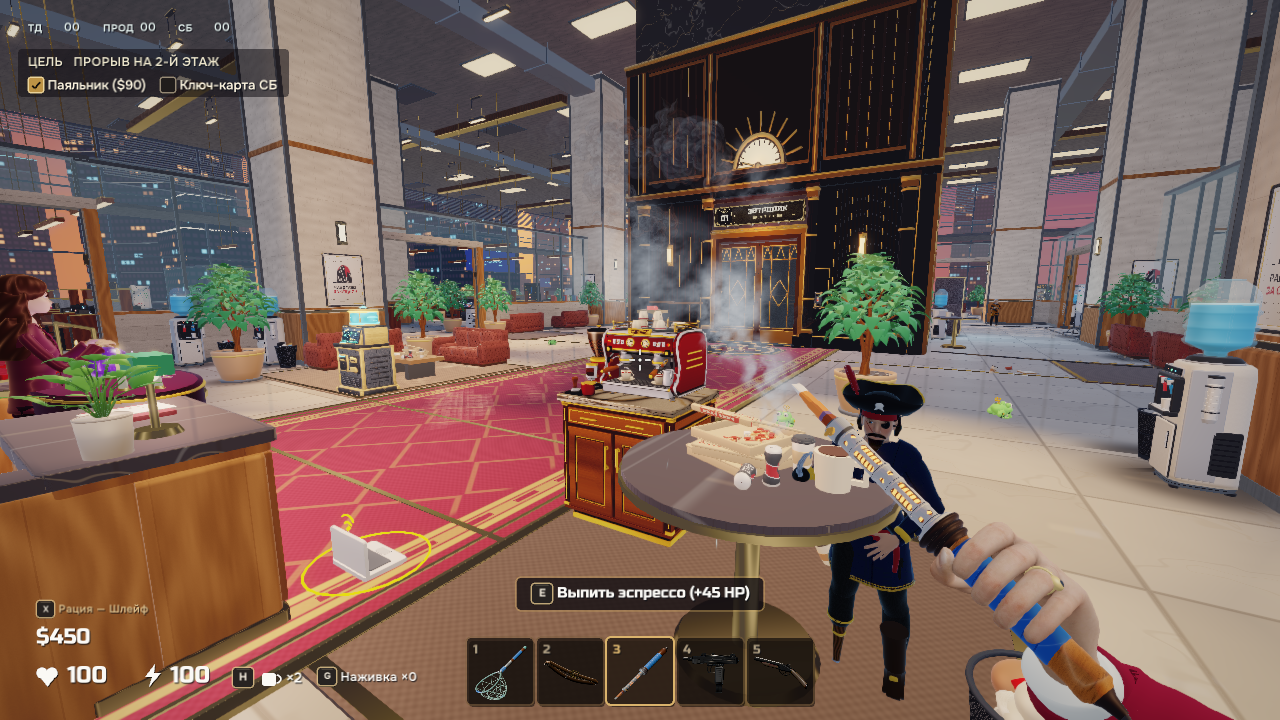 ТД 00 ПРОД 00 СБ 00
ЦЕЛЬ ПРОРЫВ НА 2-Й ЭТАЖ
Паяльник ($90) Ключ-карта СБ
E Выпить эспрессо (+45 HP)
X Рация — Шлейф
$450
100 100 H ×2 G Наживка ×0
1 2 3 4 5